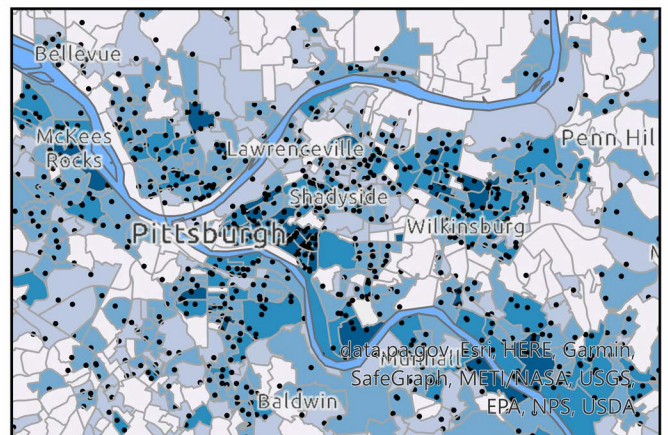 Bellevue
McKees
Rocks
Lawrenceville
Penn Hil
Shadyside
Pittsburgh
Wilkinsburg
M
Munhall
data.pa.gov, Esri, HERE, Garmin,
SafeGraph, METI/NASA, USGS,
EPA, NPS, USDA
Baldwin